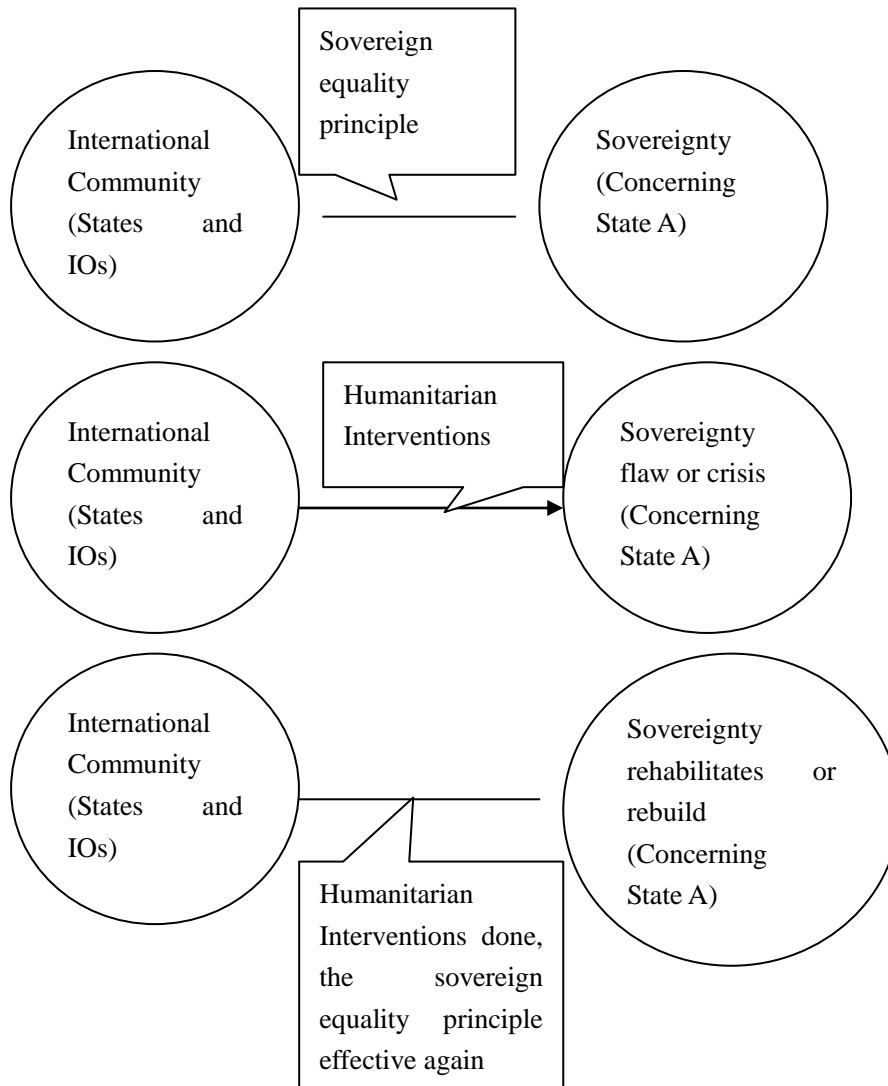 Sovereign
equality
principle
International
Community
(States and
IOs)
Sovereignty
(Concerning
State A)
Humanitarian
Interventions
International
Community
(States and
IOs)
Sovereignty
flaw or crisis
(Concerning
State A)
International
Community
(States and
IOs)
Sovereignty
rehabilitates or
rebuild
(Concerning
State A)
Humanitarian
Interventions done,
the sovereign
equality principle
effective again